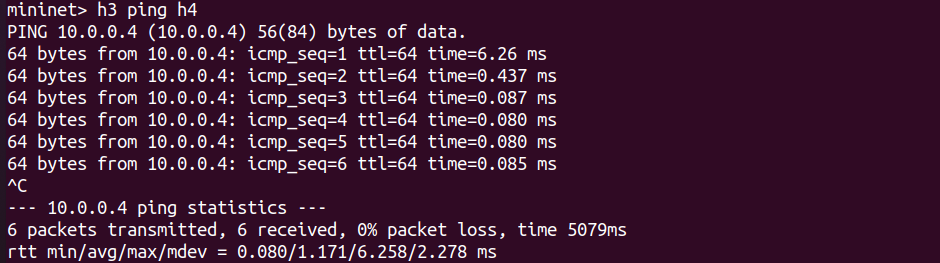 mininet> h3 ping h4
PING 10.0.0.4 (10.0.0.4) 56(84) bytes of data.
64 bytes from 10.0.0.4: icmp_seq=1 ttl=64 time=6.26 ms
64 bytes from 10.0.0.4: icmp_seq=2 ttl=64 time=0.437 ms
64 bytes from 10.0.0.4: icmp_seq=3 ttl=64 time=0.087 ms
64 bytes from 10.0.0.4: icmp_seq=4 ttl=64 time=0.080 ms
64 bytes from 10.0.0.4: icmp_seq=5 ttl=64 time=0.080 ms
64 bytes from 10.0.0.4: icmp_seq=6 ttl=64 time=0.085 ms
^C
--- 10.0.0.4 ping statistics ---
6 packets transmitted, 6 received, 0% packet loss, time 5079ms
rtt min/avg/max/mdev = 0.080/1.171/6.258/2.278 ms